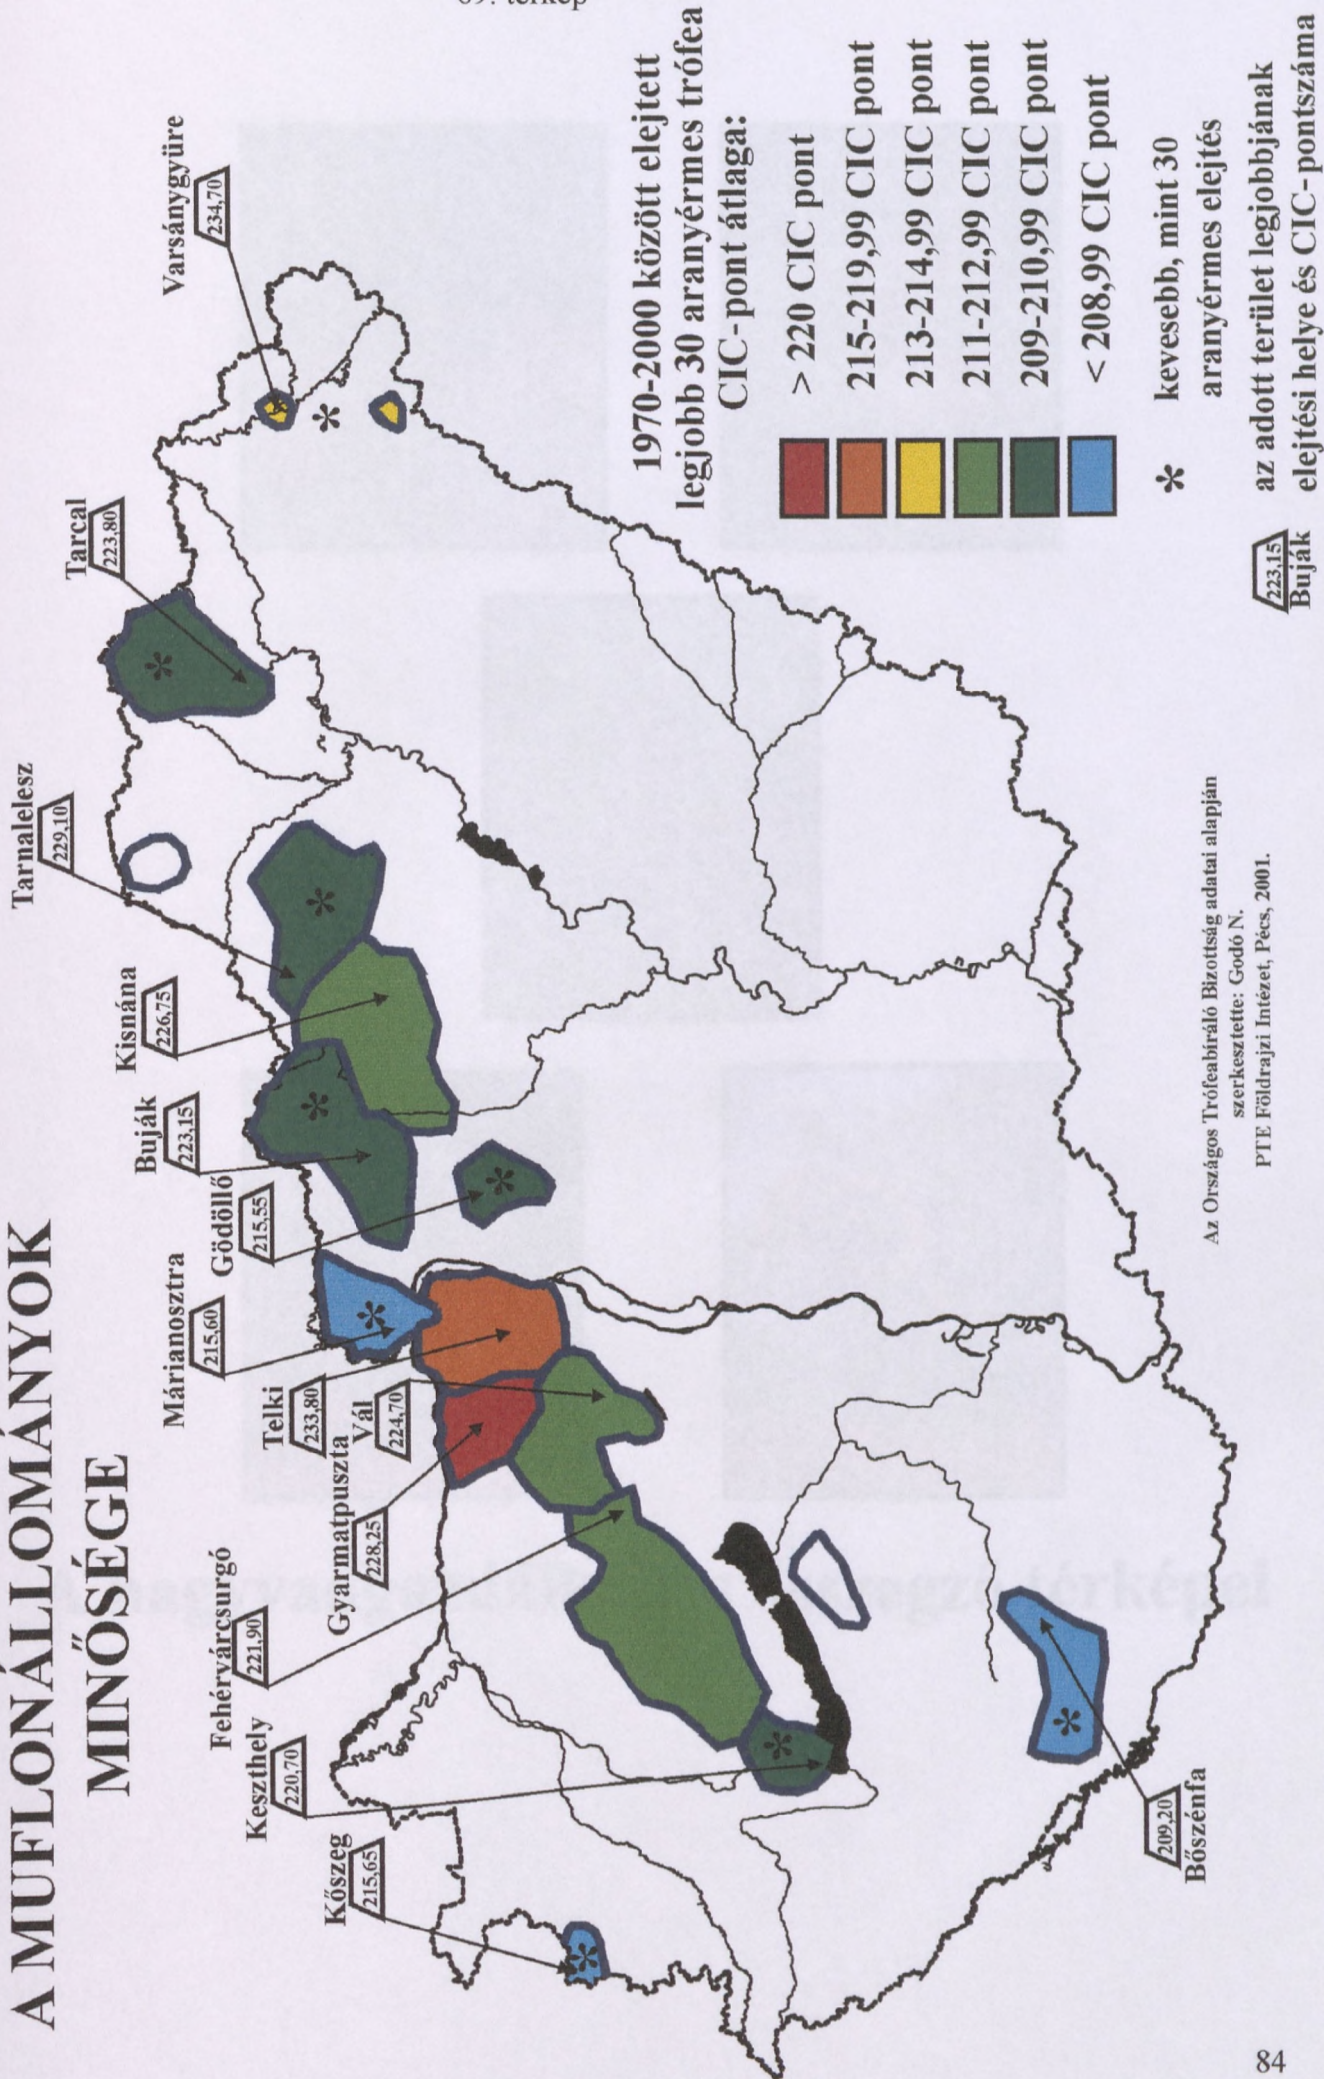 69. térkép
A MUFLONÁLLOMÁNYOK
MINŐSÉGE
Kőszeg
215,65
Keszthely
220,70
Fehérvárcsurgó
221,90
Gyarmatpuszta
228,25
Vál
224,70
Telki
233,80
Márianosztra
215,60
Gödöllő
215,55
Buják
223,15
Kisnána
226,75
Tarnalelesz
229,10
Tarcal
223,80
Varsánygyüre
234,70
Bőszénfa
209,20
1970-2000 között elejtett
legjobb 30 aranyérmes trófea
CIC-pont átlaga:
> 220 CIC pont
215-219,99 CIC pont
213-214,99 CIC pont
211-212,99 CIC pont
209-210,99 CIC pont
< 208,99 CIC pont
* kevesebb, mint 30
aranyérmes elejtés
223,15
Buják
az adott terület legjobbjának
elejtési helye és CIC-pontszáma
Az Országos Trófeabíráló Bizottság adatai alapján
szerkesztette: Godó N.
PTE Földrajzi Intézet, Pécs, 2001.
84